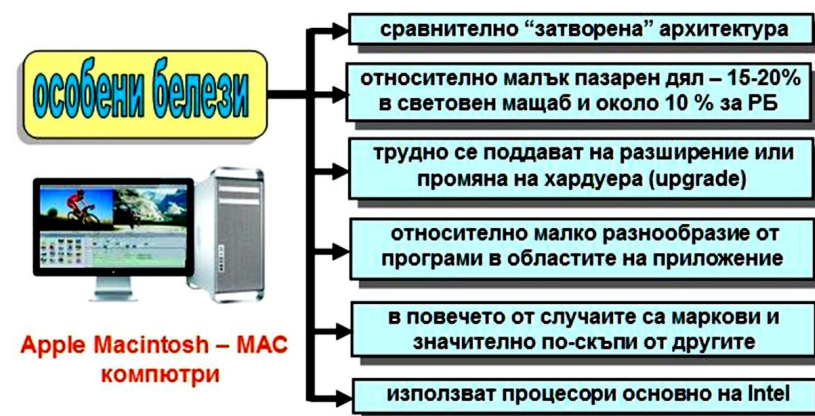 особени белези
сравнително “затворена” архитектура
относително малък пазарен дял – 15-20%
в световен мащаб и около 10 % за РБ
трудно се поддават на разширение или
промяна на хардуера (upgrade)
относително малко разнообразие от
програми в областите на приложение
в повечето от случаите са маркови и
значително по-скъпи от другите
използват процесори основно на Intel
Apple Macintosh – MAC
компютри